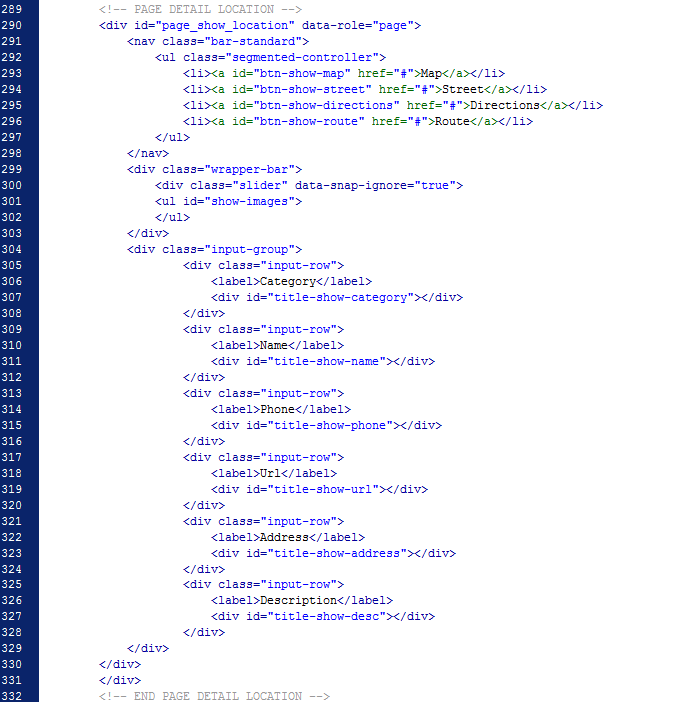 289 <!-- PAGE DETAIL LOCATION -->
290 <div id="page_show_location" data-role="page">
291 <nav class="bar-standard">
292 <ul class="segmented-controller">
293 <li><a id="btn-show-map" href="#">Map</a></li>
294 <li><a id="btn-show-street" href="#">Street</a></li>
295 <li><a id="btn-show-directions" href="#">Directions</a></li>
296 <li><a id="btn-show-route" href="#">Route</a></li>
297 </ul>
298 </nav>
299 <div class="wrapper-bar">
300 <div class="slider" data-snap-ignore="true">
301 <ul id="show-images">
302 </ul>
303 </div>
304 <div class="input-group">
305 <div class="input-row">
306 <label>Category</label>
307 <div id="title-show-category"></div>
308 </div>
309 <div class="input-row">
310 <label>Name</label>
311 <div id="title-show-name"></div>
312 </div>
313 <div class="input-row">
314 <label>Phone</label>
315 <div id="title-show-phone"></div>
316 </div>
317 <div class="input-row">
318 <label>Url</label>
319 <div id="title-show-url"></div>
320 </div>
321 <div class="input-row">
322 <label>Address</label>
323 <div id="title-show-address"></div>
324 </div>
325 <div class="input-row">
326 <label>Description</label>
327 <div id="title-show-desc"></div>
328 </div>
329 </div>
330 </div>
331 </div>
332 <!-- END PAGE DETAIL LOCATION -->